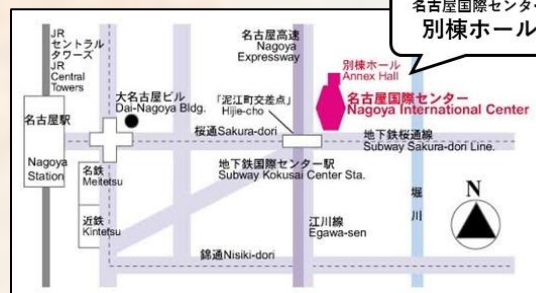 名古屋国際センター
別棟ホール
JR
セントラル
タワーズ
JR
Central
Towers
名古屋高速
Nagoya
Expressway
別棟ホール
Annex Hall
大名古屋ビル
Dai-Nagoya Bldg.
「泥江町交差点」
Hijie-cho
名古屋国際センター
Nagoya International Center
名古屋駅
Nagoya
Station
桜通Sakura-dori
地下鉄桜通線
Subway Sakura-dori Line.
名鉄
Meitetsu
地下鉄国際センター駅
Subway Kokusai Center Sta.
近鉄
Kintetsu
江川線
Egawa-sen
堀川
N
錦通Nisiki-dori